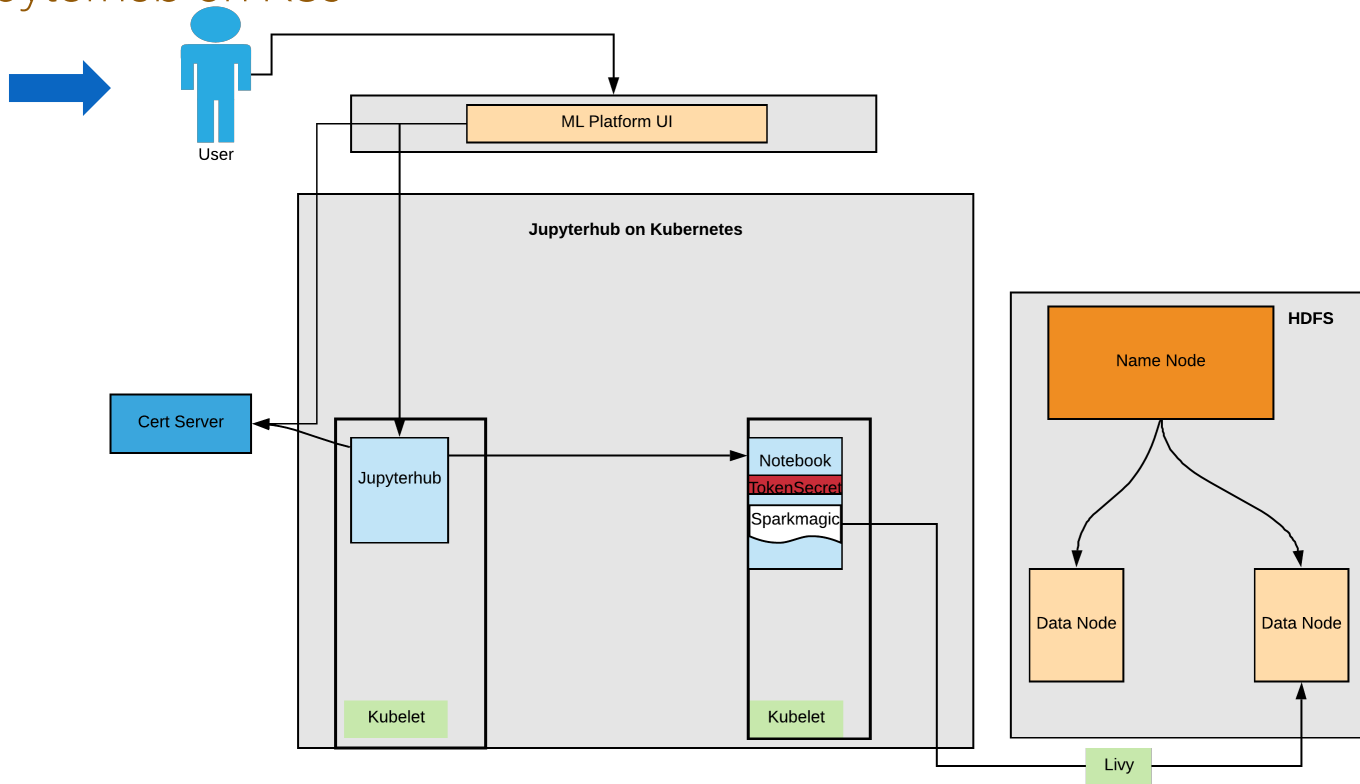 User
ML Platform UI
Jupyterhub on Kubernetes
HDFS
Name Node
Cert Server
Jupyterhub
Notebook
TokenSecret
Sparkmagic
Data Node
Data Node
Kubelet
Kubelet
Livy